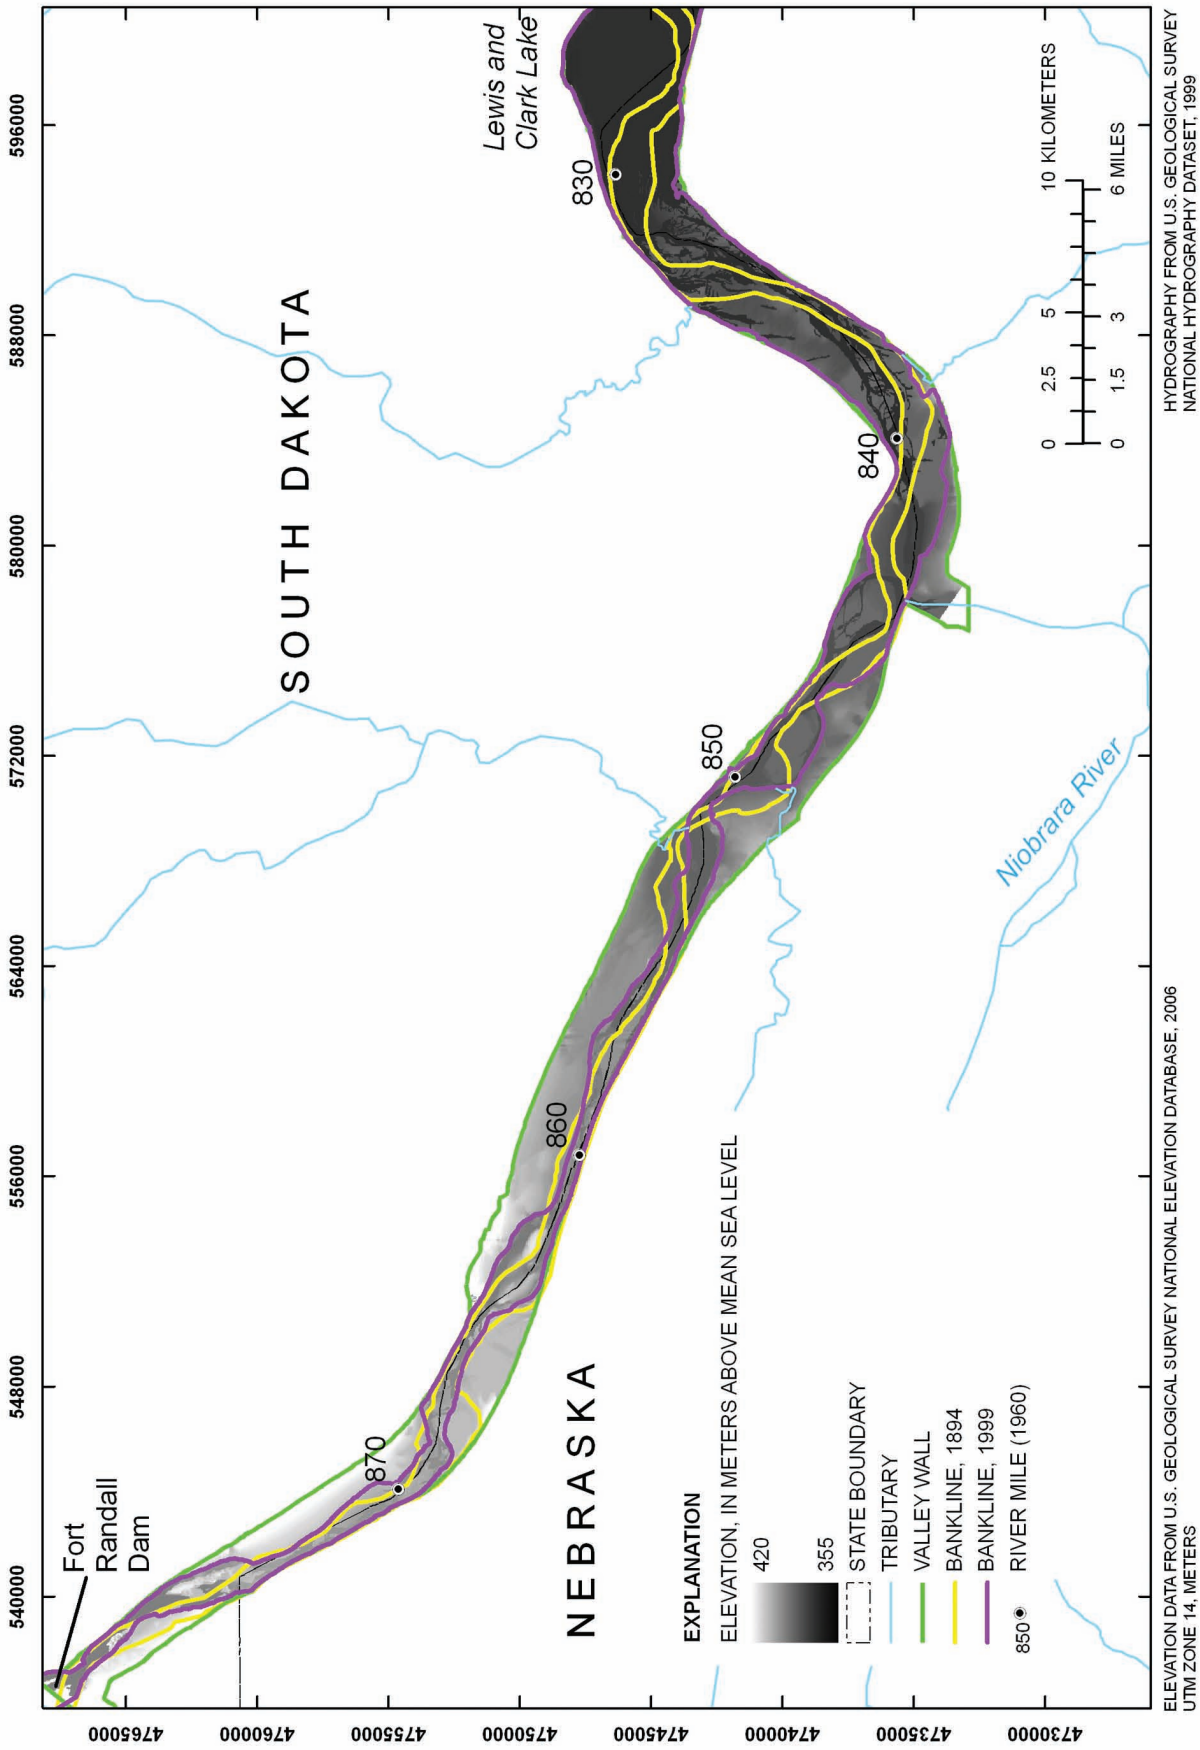 540000
548000
556000
564000
572000
580000
588000
596000
4765000
4760000
4755000
4750000
4745000
4740000
4735000
4730000
Fort
Randall
Dam
SOUTH DAKOTA
NEBRASKA
Lewis and
Clark Lake
Niobrara River
870
860
850
840
830
EXPLANATION
ELEVATION, IN METERS ABOVE MEAN SEA LEVEL
420
355
STATE BOUNDARY
TRIBUTARY
VALLEY WALL
BANKLINE, 1894
BANKLINE, 1999
850 RIVER MILE (1960)
0 2.5 5 10 KILOMETERS
0 1.5 3 6 MILES
ELEVATION DATA FROM U.S. GEOLOGICAL SURVEY NATIONAL ELEVATION DATABASE, 2006
UTM ZONE 14, METERS
HYDROGRAPHY FROM U.S. GEOLOGICAL SURVEY
NATIONAL HYDROGRAPHY DATASET, 1999